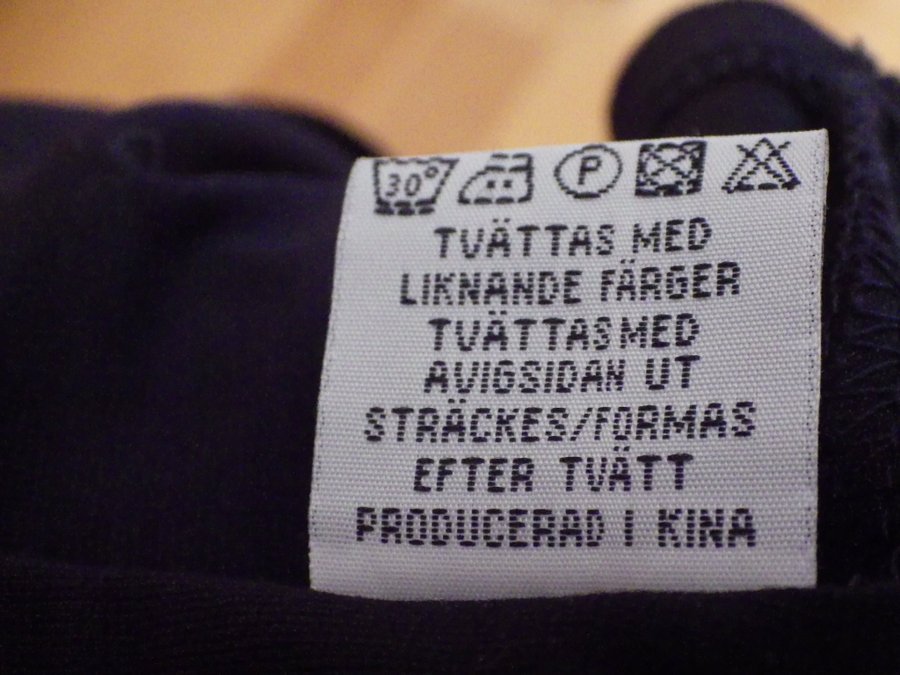 30° P
TVÄTTAS MED
LIKNANDE FÄRGER
TVÄTTAS MED
AVIGSIDAN UT
STRÄCKES/FORMAS
EFTER TVÄTT
PRODUCERAD I KINA